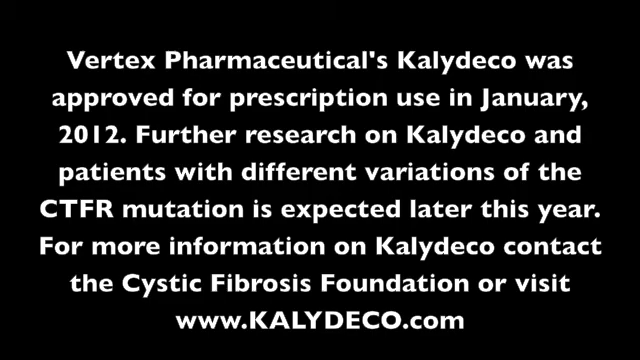 Vertex Pharmaceutical's Kalydeco was
approved for prescription use in January,
2012. Further research on Kalydeco and
patients with different variations of the
CTFR mutation is expected later this year.
For more information on Kalydeco contact
the Cystic Fibrosis Foundation or visit
www.KALYDECO.com